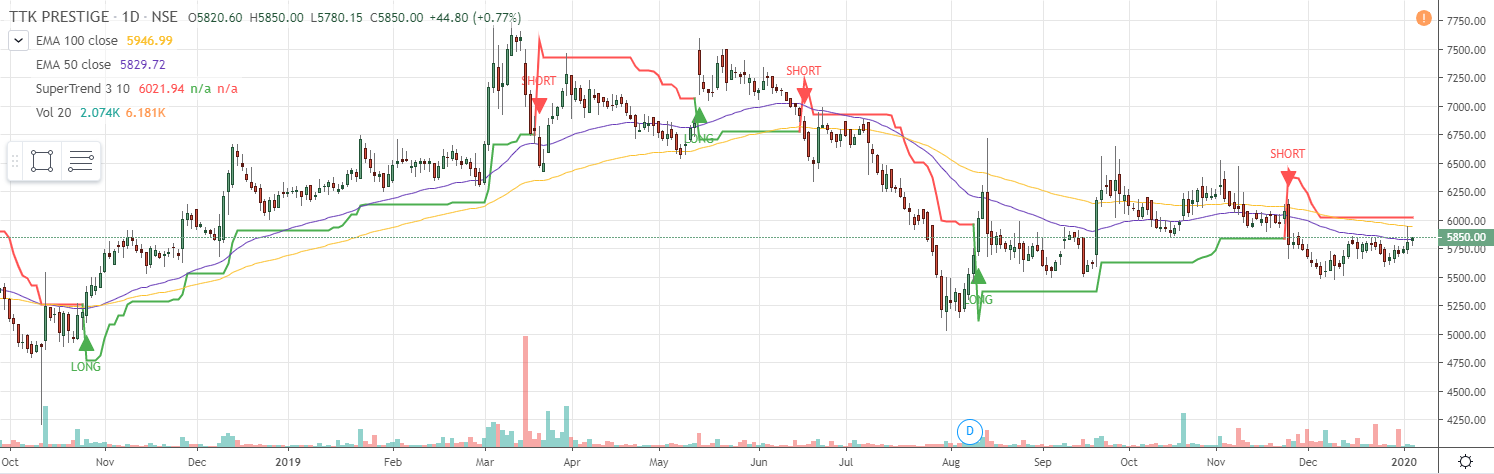 TTK PRESTIGE · 1D · NSE O5820.60 H5850.00 L5780.15 C5850.00 +44.80 (+0.77%)
EMA 100 close 5946.99
EMA 50 close 5829.72
SuperTrend 3 10 6021.94 n/a n/a
Vol 20 2.074K 6.181K
!
SHORT
SHORT
SHORT
LONG
LONG
LONG
LONG
D
7750.00
7500.00
7250.00
7000.00
6750.00
6500.00
6250.00
6000.00
5850.00
5750.00
5500.00
5250.00
5000.00
4750.00
4500.00
4250.00
Oct Nov Dec 2019 Feb Mar Apr May Jun Jul Aug Sep Oct Nov Dec 2020